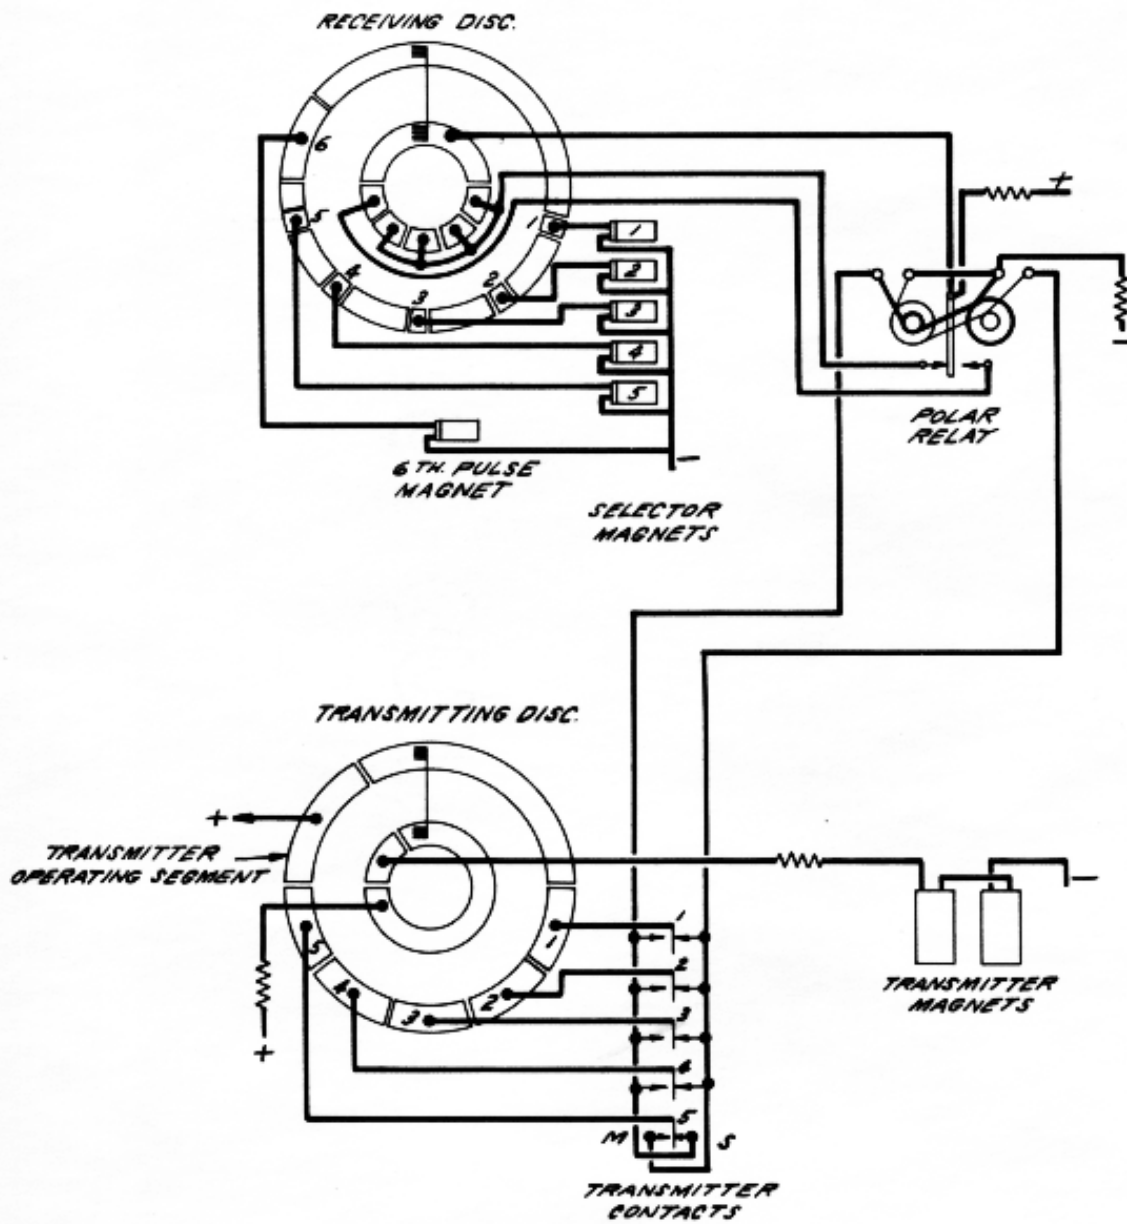 RECEIVING DISC.
6
5
4
3
2
1
1
2
3
4
5
+
–
POLAR
RELAY
6TH. PULSE
MAGNET
–
SELECTOR
MAGNETS
TRANSMITTING DISC.
+
TRANSMITTER
OPERATING SEGMENT
5
4
3
2
1
+
1
2
3
4
5
M
S
–
TRANSMITTER
MAGNETS
TRANSMITTER
CONTACTS